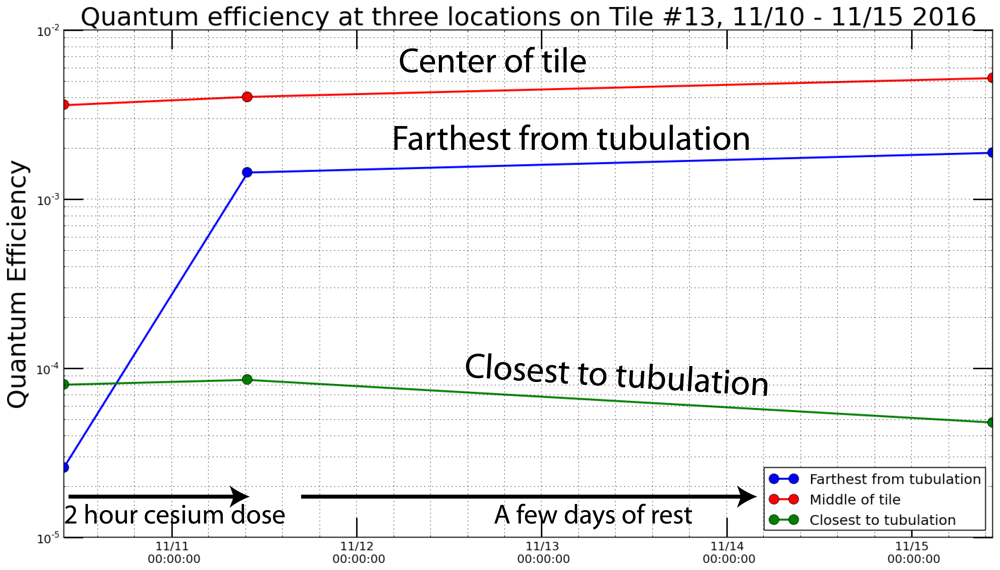 Quantum efficiency at three locations on Tile #13, 11/10 - 11/15 2016
Quantum Efficiency
10-2
10-3
10-4
10-5
Center of tile
Farthest from tubulation
Closest to tubulation
2 hour cesium dose
A few days of rest
Farthest from tubulation
Middle of tile
Closest to tubulation
11/11 11/12 11/13 11/14 11/15
00:00:00 00:00:00 00:00:00 00:00:00 00:00:00